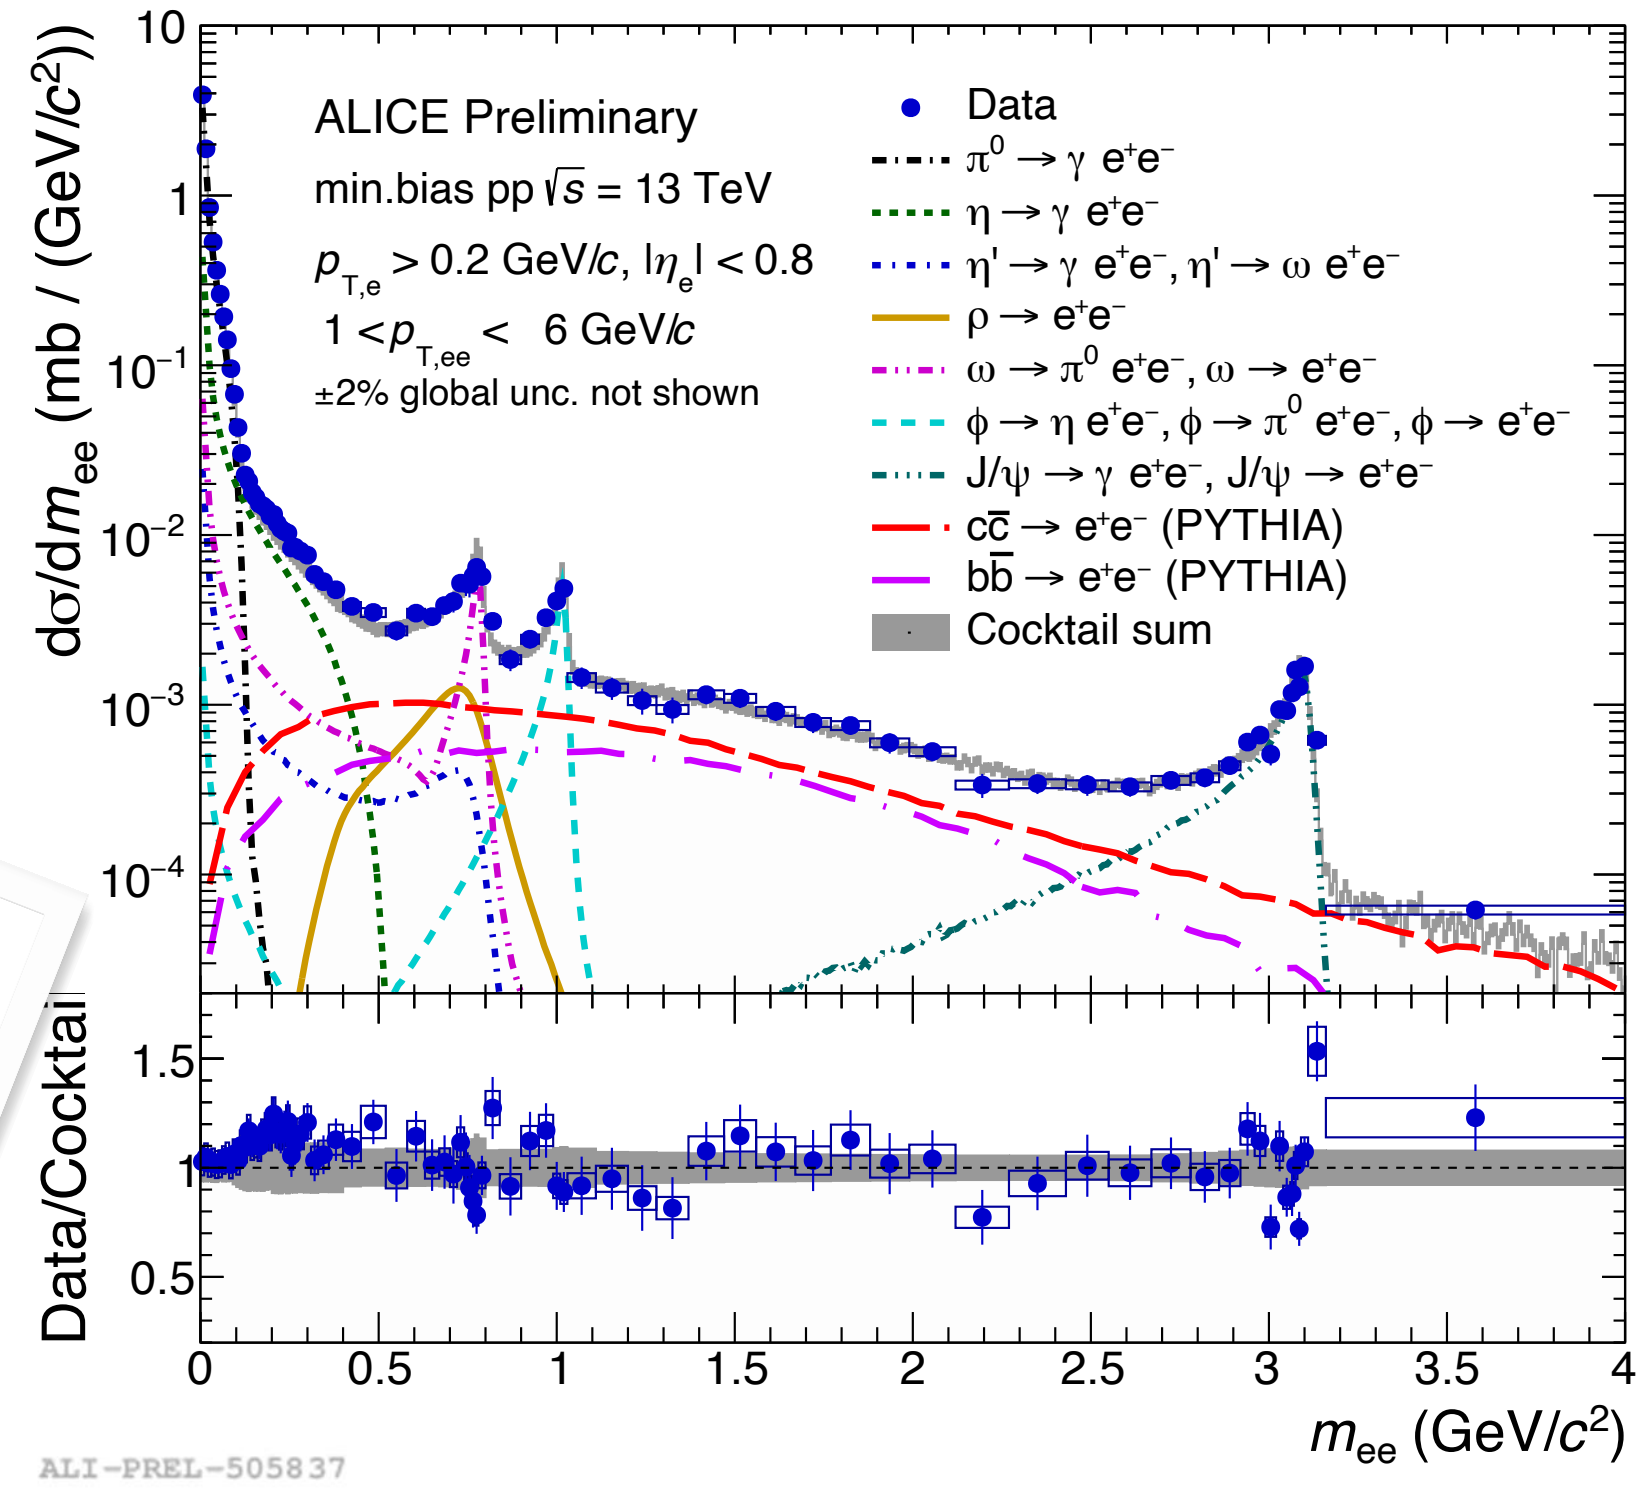 10
1
10⁻¹
10⁻²
10⁻³
10⁻⁴
dσ/dm_ee (mb / (GeV/c²))
ALICE Preliminary
min.bias pp √s = 13 TeV
p_T,e > 0.2 GeV/c, |η_e| < 0.8
1 < p_T,ee < 6 GeV/c
±2% global unc. not shown
Data
π⁰ → γ e⁺e⁻
η → γ e⁺e⁻
η' → γ e⁺e⁻, η' → ω e⁺e⁻
ρ → e⁺e⁻
ω → π⁰ e⁺e⁻, ω → e⁺e⁻
ϕ → η e⁺e⁻, ϕ → π⁰ e⁺e⁻, ϕ → e⁺e⁻
J/ψ → γ e⁺e⁻, J/ψ → e⁺e⁻
cc̅ → e⁺e⁻ (PYTHIA)
bb̅ → e⁺e⁻ (PYTHIA)
Cocktail sum
Data/Cocktail
1.5
1
0.5
0 0.5 1 1.5 2 2.5 3 3.5 4
m_ee (GeV/c²)
ALI-PREL-505837